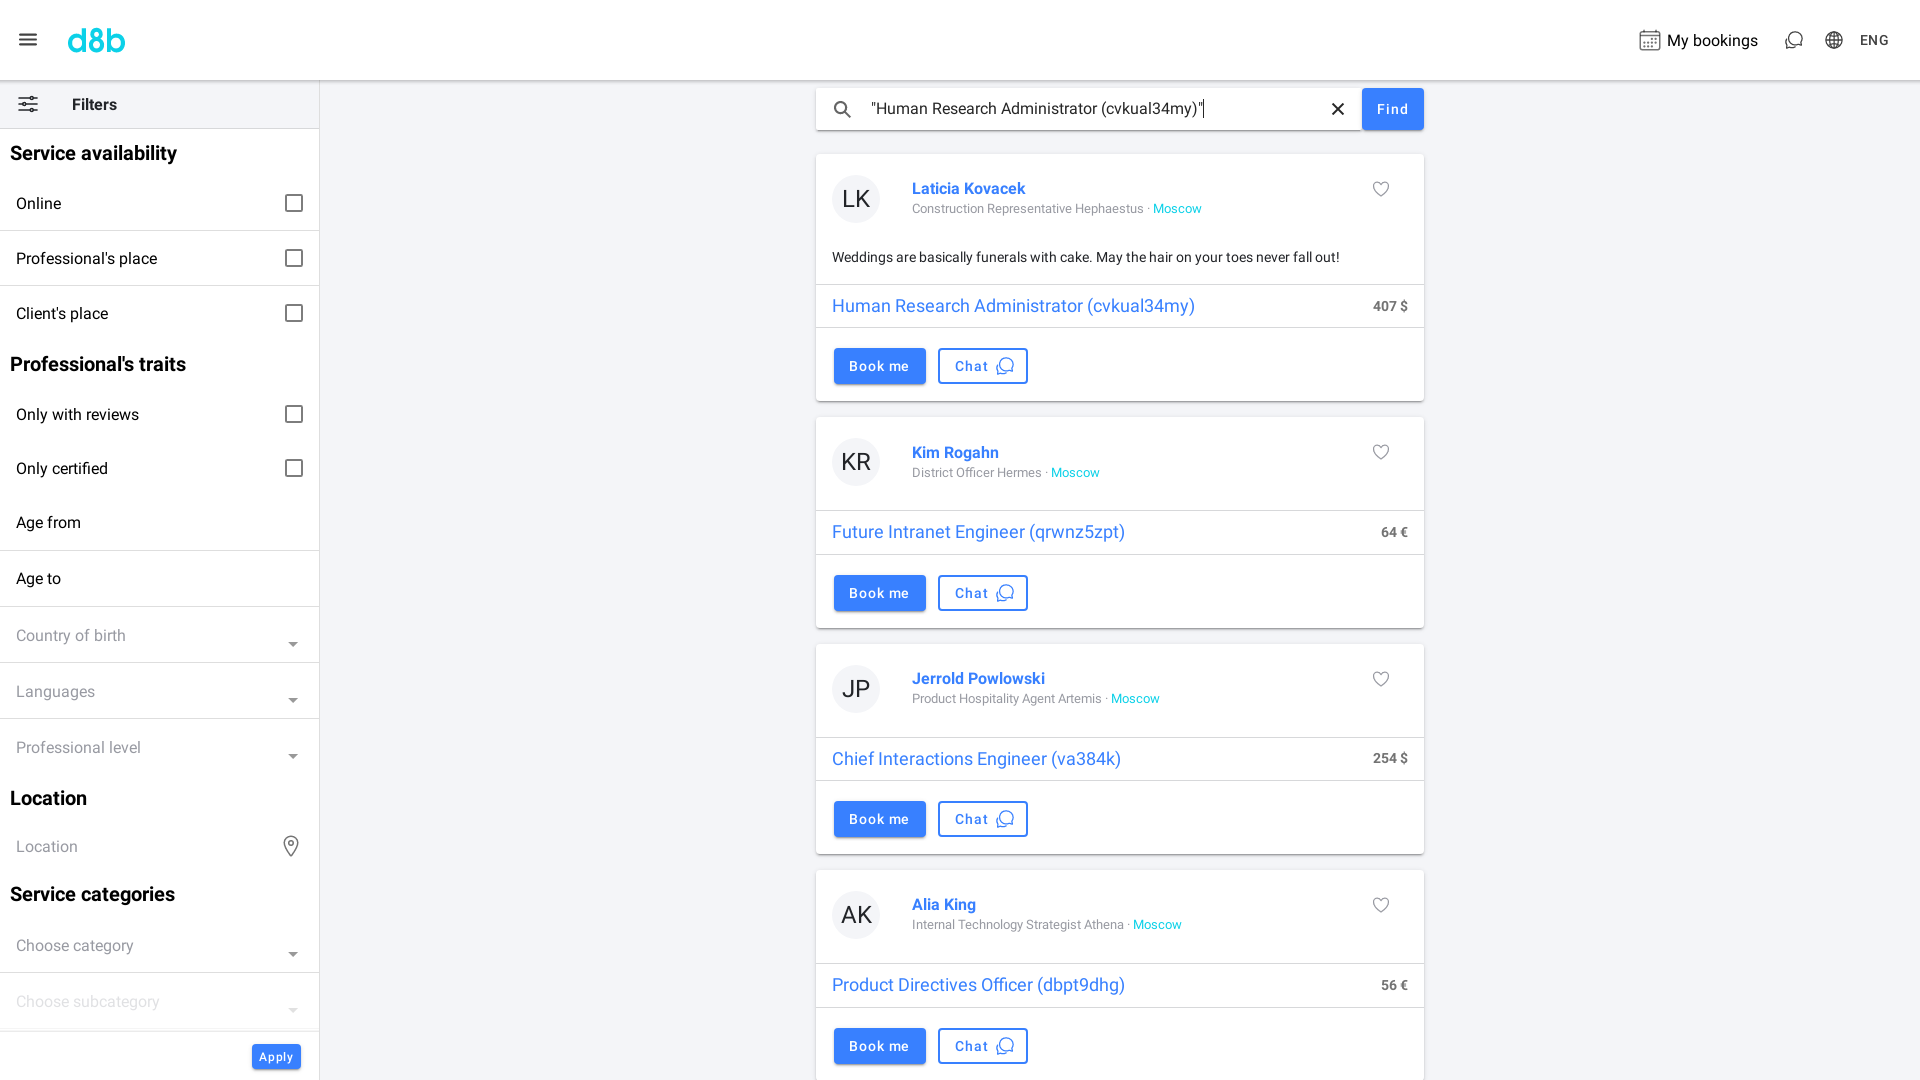 d8b
My bookings
ENG
Filters
Service availability
Online
Professional's place
Client's place
Professional's traits
Only with reviews
Only certified
Age from
Age to
Country of birth
Languages
Professional level
Location
Location
Service categories
Choose category
Choose subcategory
Apply
"Human Research Administrator (cvkual34my)"
Find
LK
Laticia Kovacek
Construction Representative Hephaestus · Moscow
Weddings are basically funerals with cake. May the hair on your toes never fall out!
Human Research Administrator (cvkual34my) 407 $
Book me Chat
KR
Kim Rogahn
District Officer Hermes · Moscow
Future Intranet Engineer (qrwnz5zpt) 64 €
Book me Chat
JP
Jerrold Powlowski
Product Hospitality Agent Artemis · Moscow
Chief Interactions Engineer (va384k) 254 $
Book me Chat
AK
Alia King
Internal Technology Strategist Athena · Moscow
Product Directives Officer (dbpt9dhg) 56 €
Book me Chat